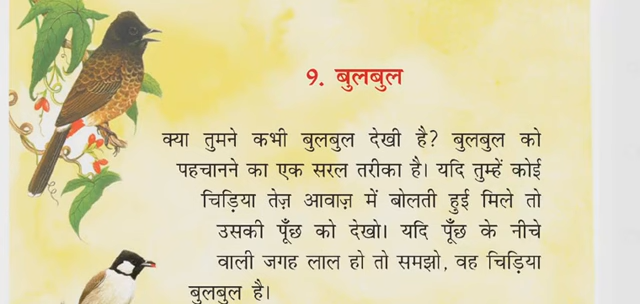 9. बुलबुल
क्या तुमने कभी बुलबुल देखी है? बुलबुल को
पहचानने का एक सरल तरीका है। यदि तुम्हें कोई
चिड़िया तेज़ आवाज़ में बोलती हुई मिले तो
उसकी पूँछ को देखो। यदि पूँछ के नीचे
वाली जगह लाल हो तो समझो, वह चिड़िया
बुलबुल है।